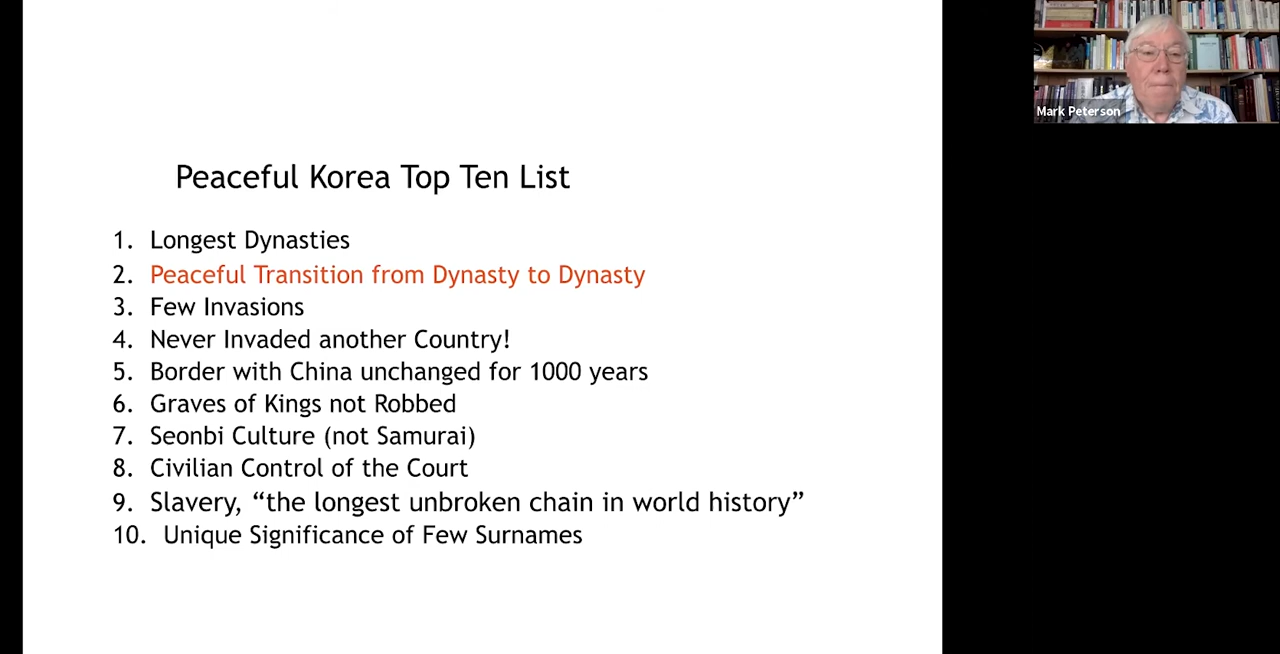 Peaceful Korea Top Ten List
1. Longest Dynasties
2. Peaceful Transition from Dynasty to Dynasty
3. Few Invasions
4. Never Invaded another Country!
5. Border with China unchanged for 1000 years
6. Graves of Kings not Robbed
7. Seonbi Culture (not Samurai)
8. Civilian Control of the Court
9. Slavery, “the longest unbroken chain in world history”
10. Unique Significance of Few Surnames
Mark Peterson